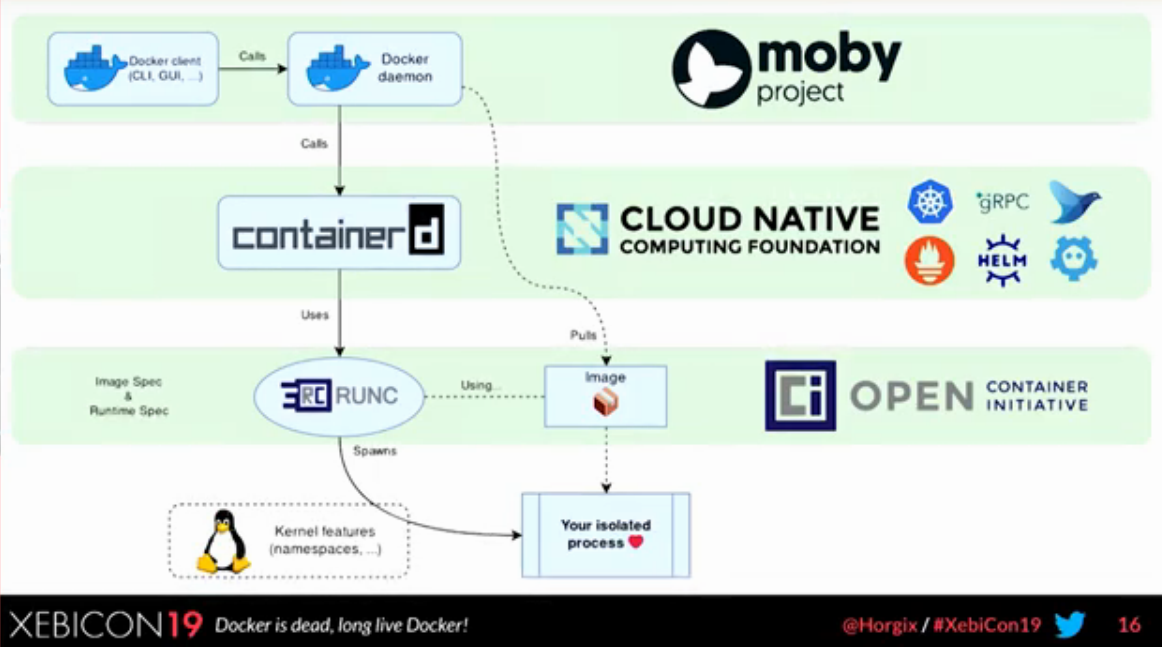 Docker client
(CLI, GUI, ...)
Calls
Docker
daemon
moby
project
Calls
containerd
CLOUD NATIVE
COMPUTING FOUNDATION
gRPC
HELM
Uses
Pulls
Image Spec
&
Runtime Spec
RC RUNC
Using...
Image
Ci OPEN CONTAINER
INITIATIVE
Spawns
Kernel features
(namespaces, ...)
Your isolated
process ❤
XEBICON19 Docker is dead, long live Docker!
@Horgix / #XebiCon19
16